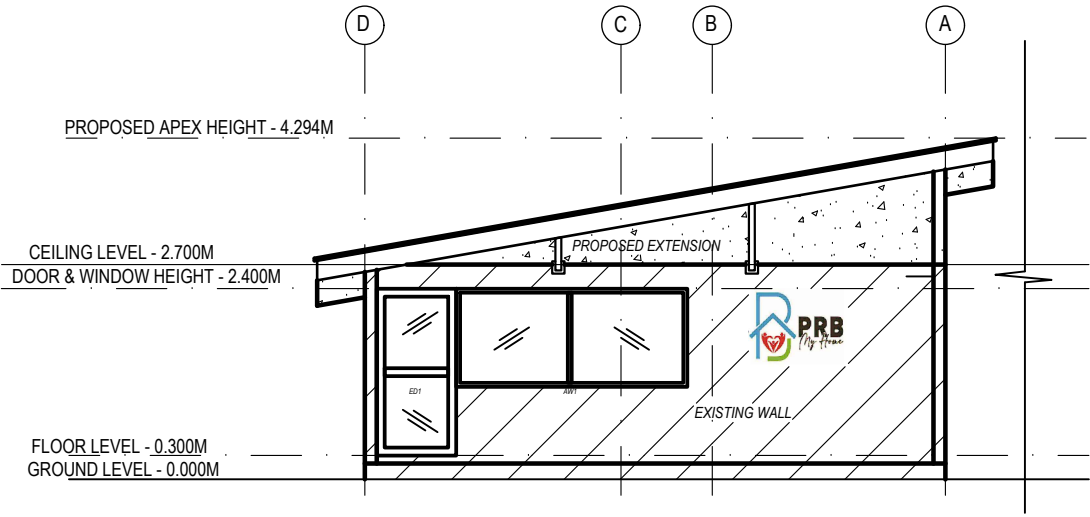 D
C
B
A
PROPOSED APEX HEIGHT - 4.294M
PROPOSED EXTENSION
CEILING LEVEL - 2.700M
DOOR & WINDOW HEIGHT - 2.400M
PRB
My Home
ED1
AW1
EXISTING WALL
FLOOR LEVEL - 0.300M
GROUND LEVEL - 0.000M